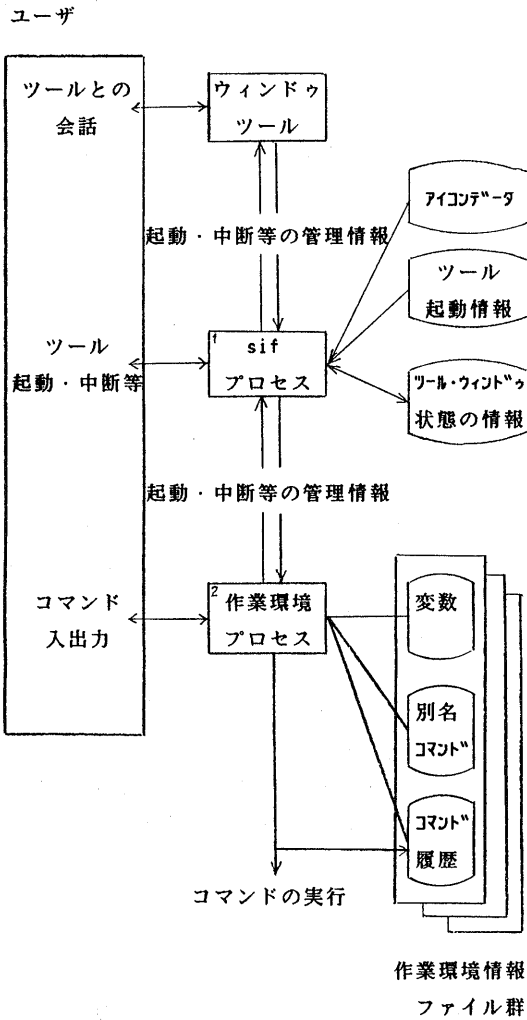 ユーザ
ツールとの
会話
ウィンドゥ
ツール
アイコンデータ
起動・中断等の管理情報
ツール
起動情報
ツール
起動・中断等
1
sif
プロセス
ツール・ウィンドゥ
状態の情報
起動・中断等の管理情報
コマンド
入出力
2
作業環境
プロセス
変数
別名
コマンド
コマンド
履歴
コマンドの実行
作業環境情報
ファイル群